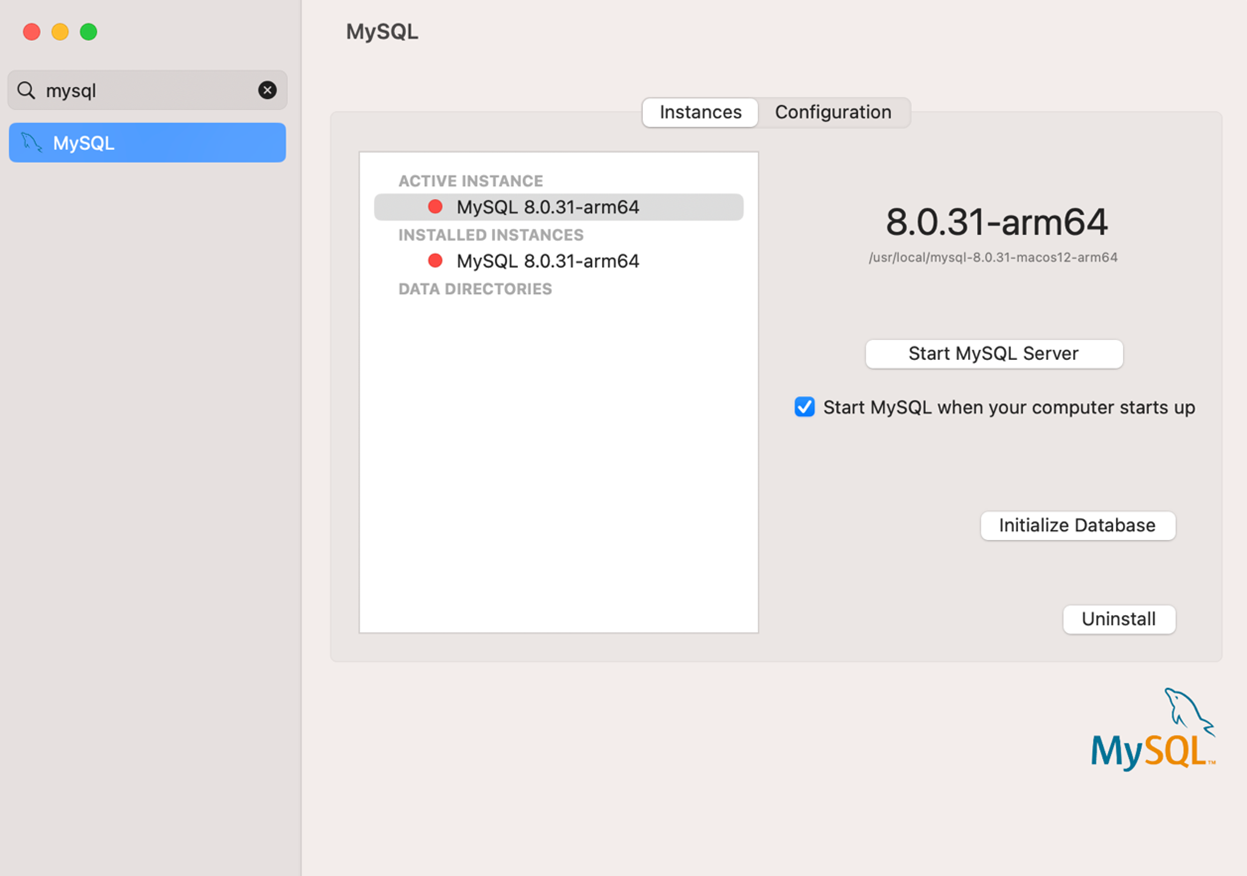 MySQL
mysql
MySQL
Instances
Configuration
ACTIVE INSTANCE
MySQL 8.0.31-arm64
INSTALLED INSTANCES
MySQL 8.0.31-arm64
DATA DIRECTORIES
8.0.31-arm64
/usr/local/mysql-8.0.31-macos12-arm64
Start MySQL Server
Start MySQL when your computer starts up
Initialize Database
Uninstall
MySQL™